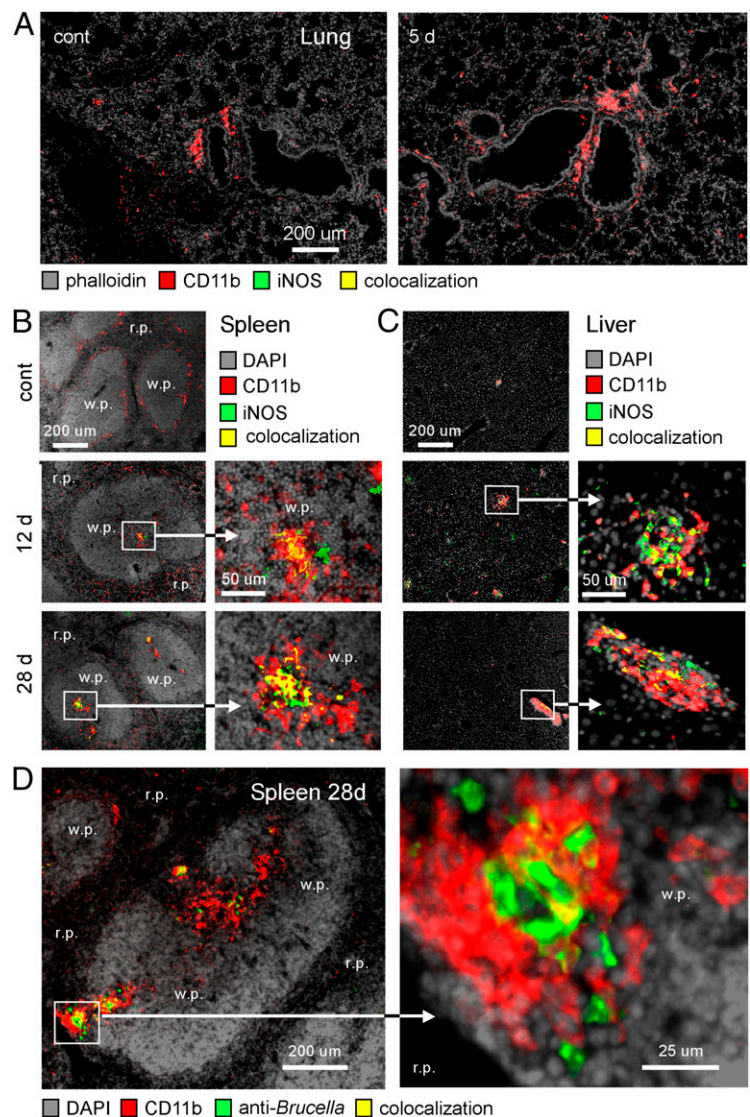 A
cont
Lung
5 d
200 um
phalloidin CD11b iNOS colocalization
B
Spleen
C
Liver
cont
r.p.
w.p.
w.p.
200 um
DAPI
CD11b
iNOS
colocalization
200 um
DAPI
CD11b
iNOS
colocalization
12 d
r.p.
w.p.
r.p.
w.p.
50 um
50 um
28 d
r.p.
w.p.
w.p.
w.p.
D
Spleen 28d
r.p.
w.p.
w.p.
r.p.
r.p.
w.p.
200 um
w.p.
r.p.
25 um
DAPI CD11b anti-Brucella colocalization